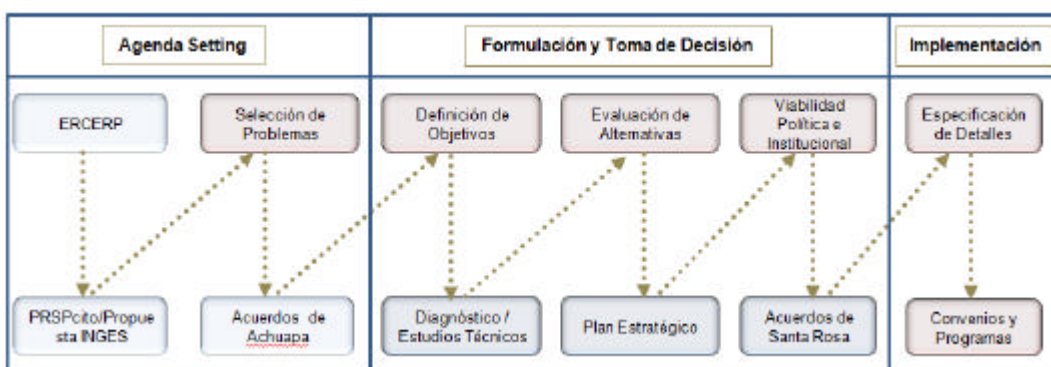 Agenda Setting
Formulación y Toma de Decisión
Implementación
ERCERP
Selección de
Problemas
Definición de
Objetivos
Evaluación de
Alternativas
Viabilidad
Política e
Institucional
Especificación
de Detalles
PRSPcito/Propue
sta INGES
Acuerdos de
Achuapa
Diagnóstico /
Estudios Técnicos
Plan Estratégico
Acuerdos de
Santa Rosa
Convenios y
Programas